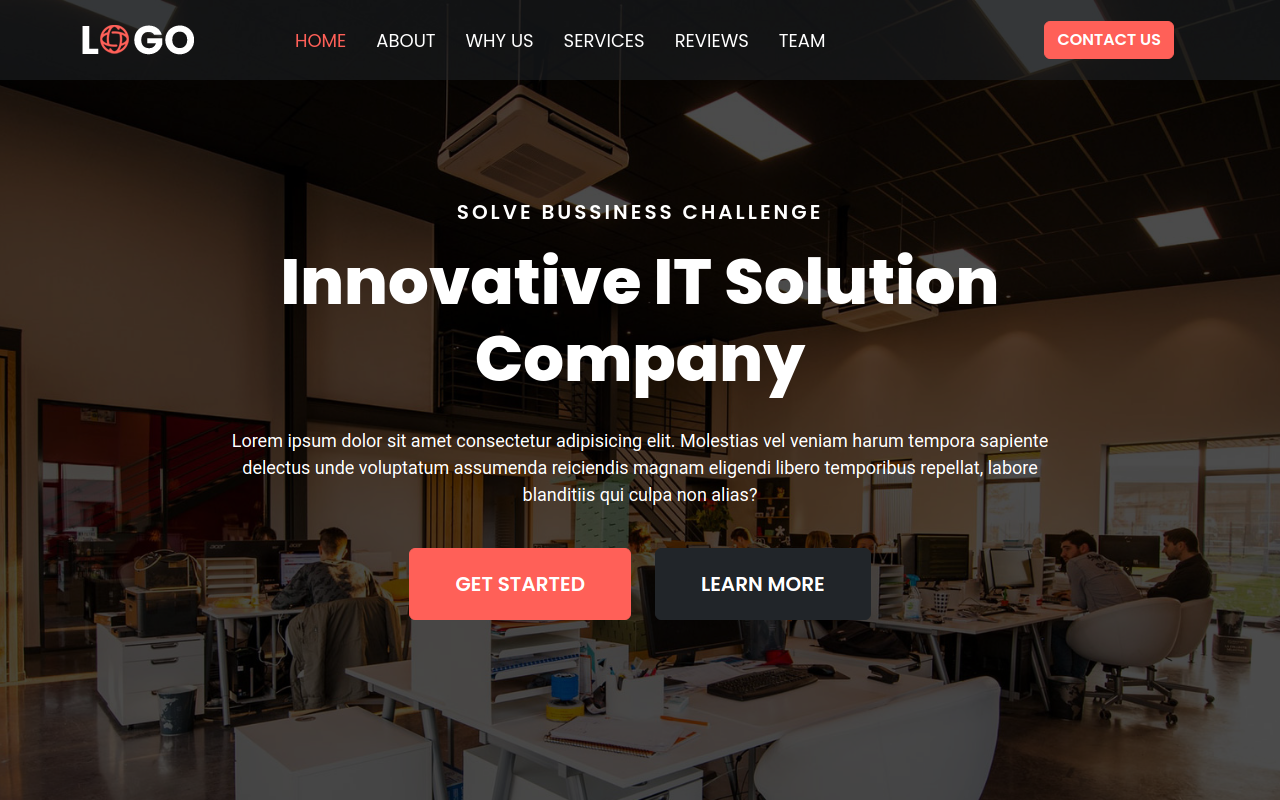 LOGO
HOME
ABOUT
WHY US
SERVICES
REVIEWS
TEAM
CONTACT US
SOLVE BUSSINESS CHALLENGE
Innovative IT Solution
Company
Lorem ipsum dolor sit amet consectetur adipisicing elit. Molestias vel veniam harum tempora sapiente
delectus unde voluptatum assumenda reiciendis magnam eligendi libero temporibus repellat, labore
blanditiis qui culpa non alias?
GET STARTED
LEARN MORE